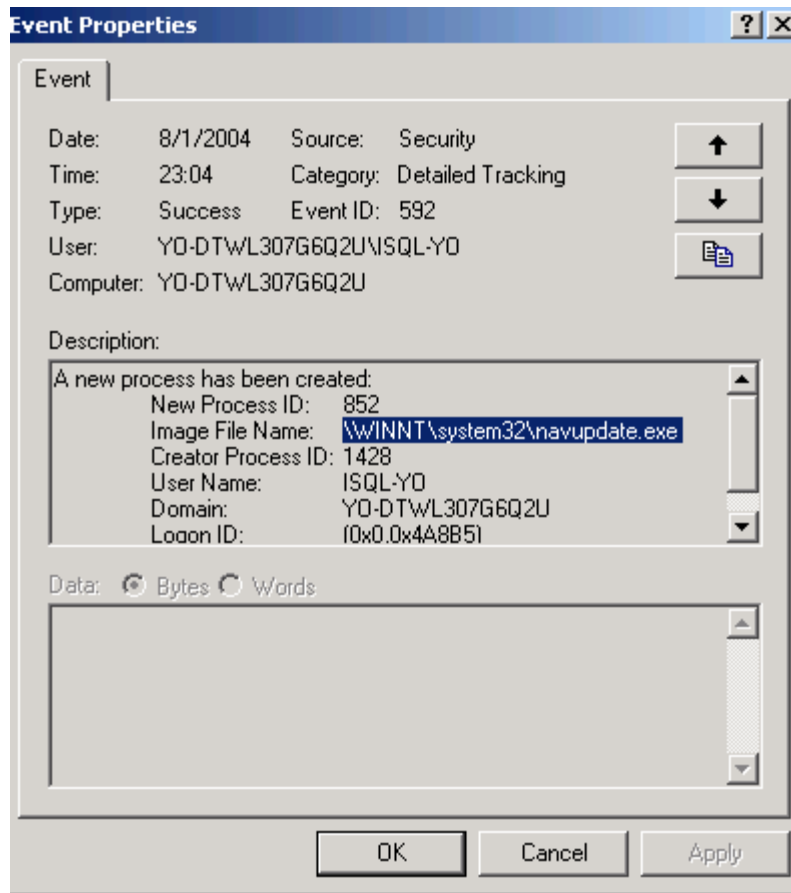 Event Properties
Event
Date: 8/1/2004 Source: Security
Time: 23:04 Category: Detailed Tracking
Type: Success Event ID: 592
User: YO-DTWL307G6Q2U\ISQL-YO
Computer: YO-DTWL307G6Q2U
Description:
A new process has been created:
New Process ID: 852
Image File Name: \WINNT\system32\navupdate.exe
Creator Process ID: 1428
User Name: ISQL-YO
Domain: YO-DTWL307G6Q2U
Logon ID: (0x0,0x4A8B5)
Data: Bytes Words
OK Cancel Apply